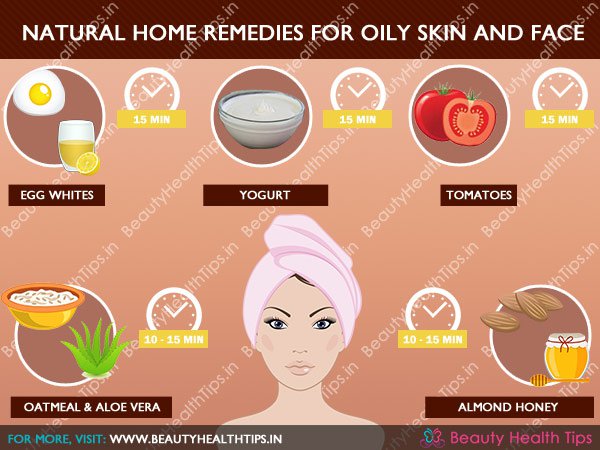 NATURAL HOME REMEDIES FOR OILY SKIN AND FACE
15 MIN
15 MIN
15 MIN
EGG WHITES
YOGURT
TOMATOES
10 - 15 MIN
10 - 15 MIN
OATMEAL & ALOE VERA
ALMOND HONEY
FOR MORE, VISIT: WWW.BEAUTYHEALTHTIPS.IN
Beauty Health Tips
BeautyHealthTips.in